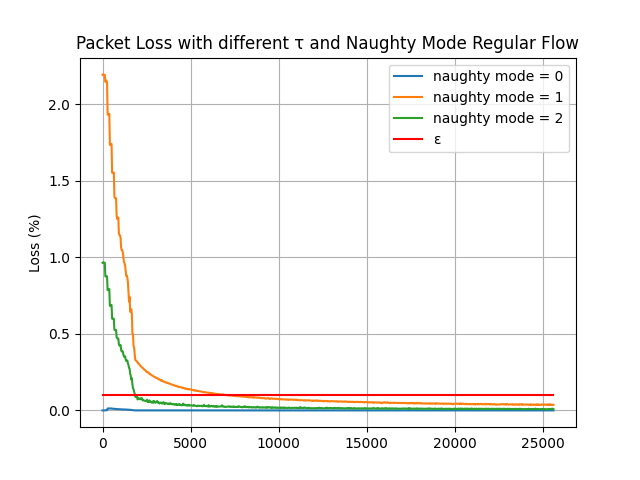 Packet Loss with different τ and Naughty Mode Regular Flow
naughty mode = 0
naughty mode = 1
naughty mode = 2
ε
Loss (%)
2.0
1.5
1.0
0.5
0.0
0 5000 10000 15000 20000 25000